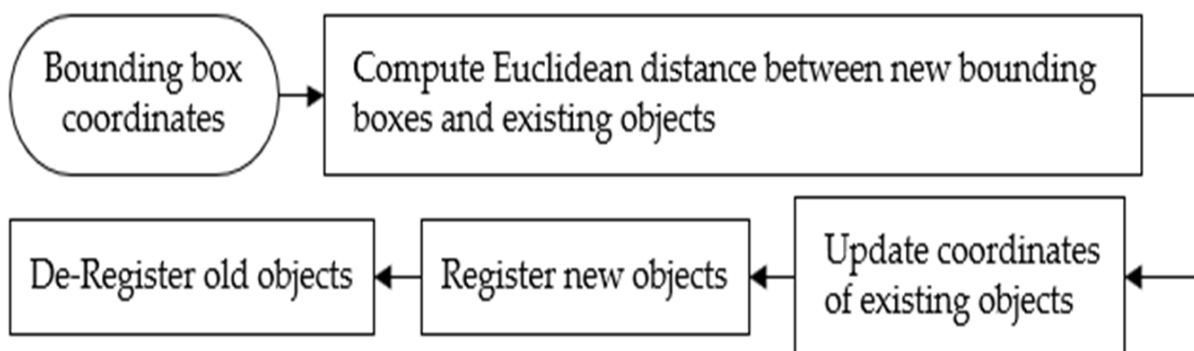 Bounding box
coordinates
Compute Euclidean distance between new bounding
boxes and existing objects
Update coordinates
of existing objects
Register new objects
De-Register old objects